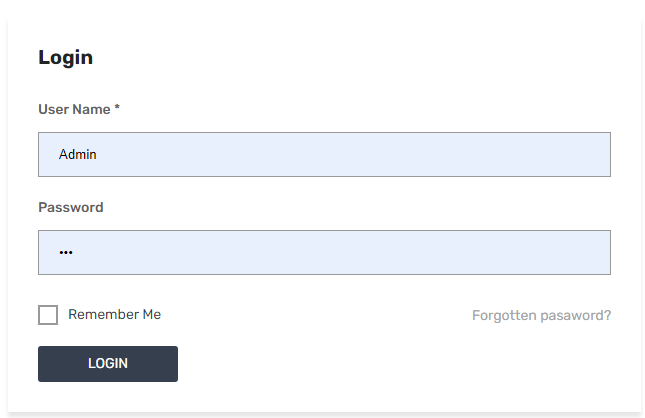 Login
User Name *
Admin
Password
•••
Remember Me
Forgotten pasaword?
LOGIN